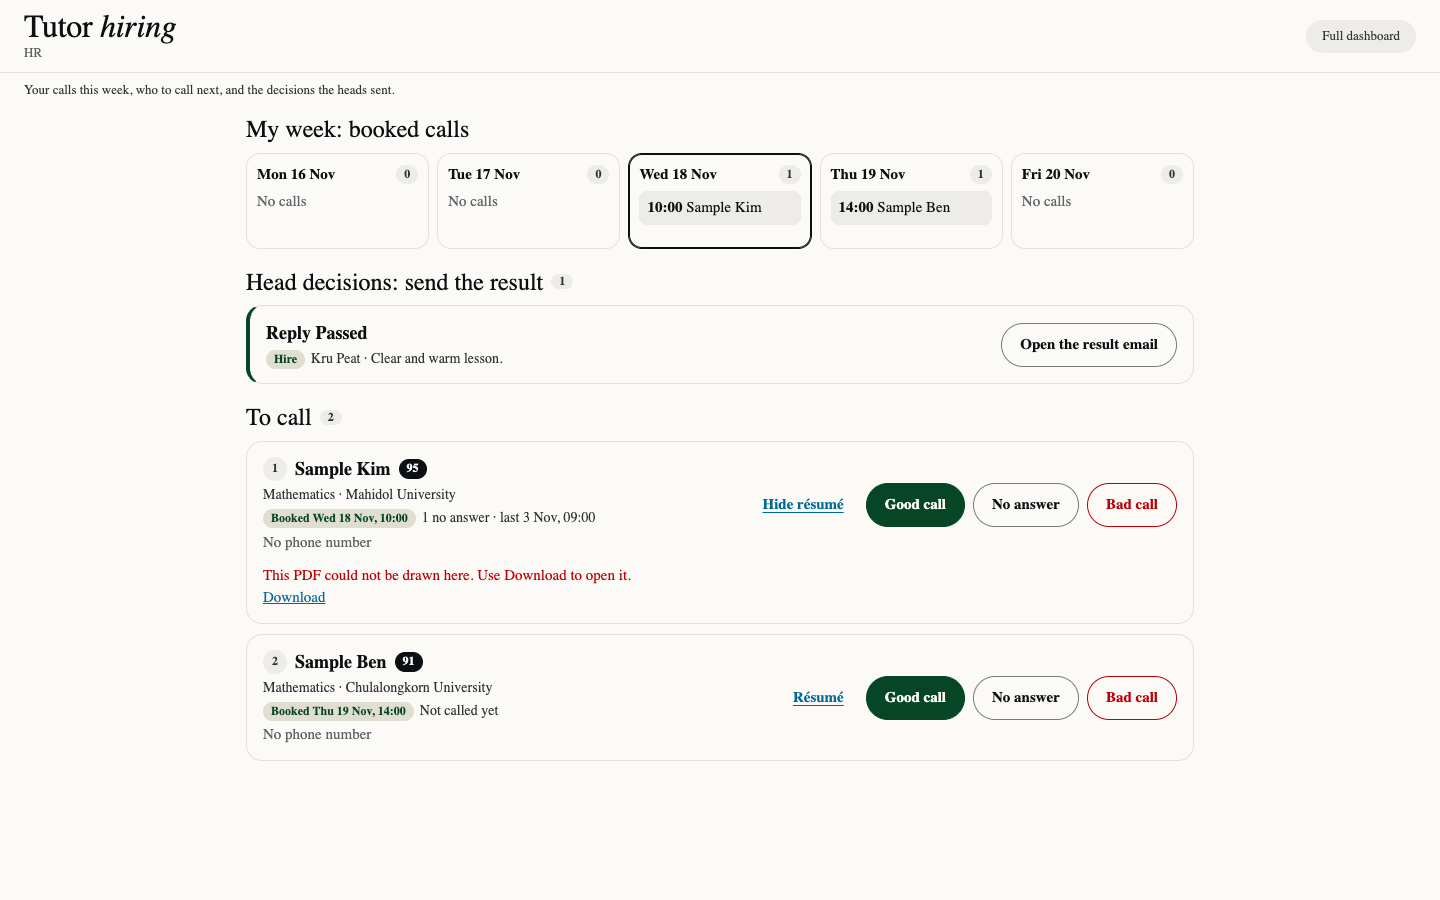 Tutor hiring
HR
Full dashboard
Your calls this week, who to call next, and the decisions the heads sent.
My week: booked calls
Mon 16 Nov 0
No calls
Tue 17 Nov 0
No calls
Wed 18 Nov 1
10:00 Sample Kim
Thu 19 Nov 1
14:00 Sample Ben
Fri 20 Nov 0
No calls
Head decisions: send the result 1
Reply Passed
Hire Kru Peat · Clear and warm lesson.
Open the result email
To call 2
1 Sample Kim 95
Mathematics · Mahidol University
Booked Wed 18 Nov, 10:00 1 no answer · last 3 Nov, 09:00
No phone number
Hide résumé Good call No answer Bad call
This PDF could not be drawn here. Use Download to open it.
Download
2 Sample Ben 91
Mathematics · Chulalongkorn University
Booked Thu 19 Nov, 14:00 Not called yet
No phone number
Résumé Good call No answer Bad call